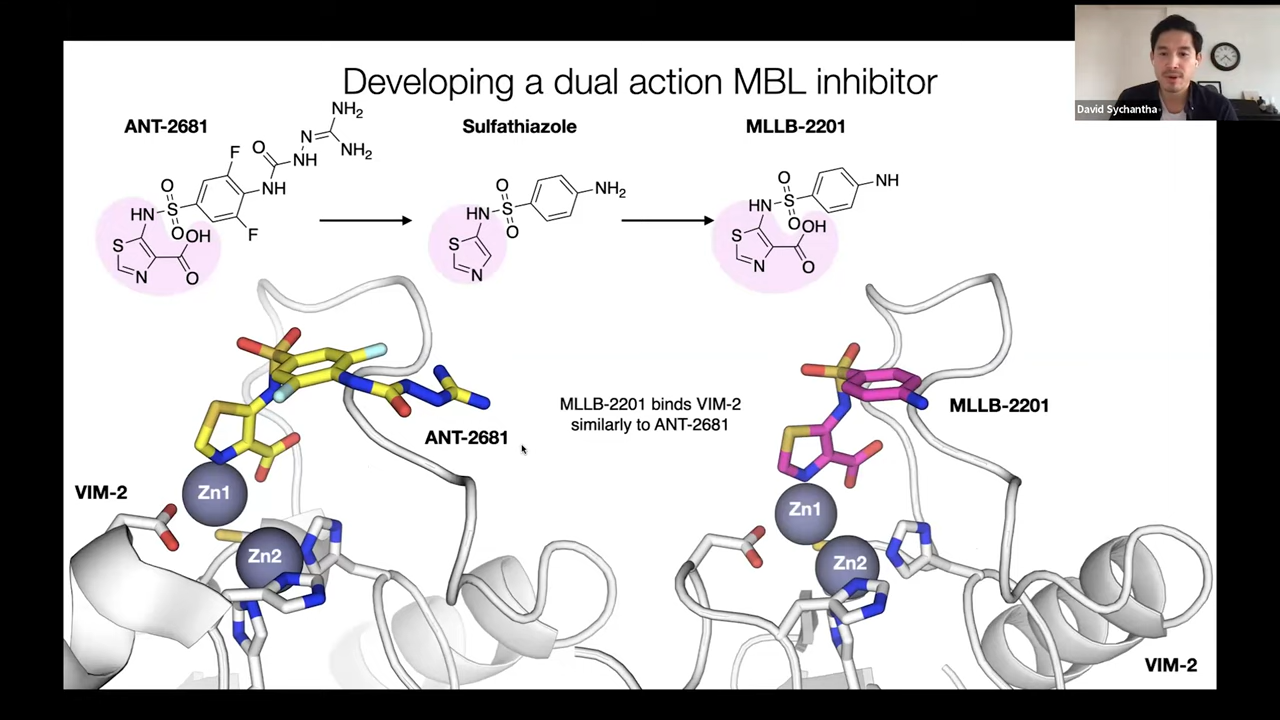 Developing a dual action MBL inhibitor
David Sychantha
ANT-2681
Sulfathiazole
MLLB-2201
NH2
N
NH2
O
NH
F
NH
O
HN
S
O
OH
F
S
N
O
O
NH2
HN
S
O
S
N
O
NH
HN
S
O
OH
S
N
O
MLLB-2201 binds VIM-2
similarly to ANT-2681
ANT-2681
MLLB-2201
VIM-2
Zn1
Zn2
Zn1
Zn2
VIM-2